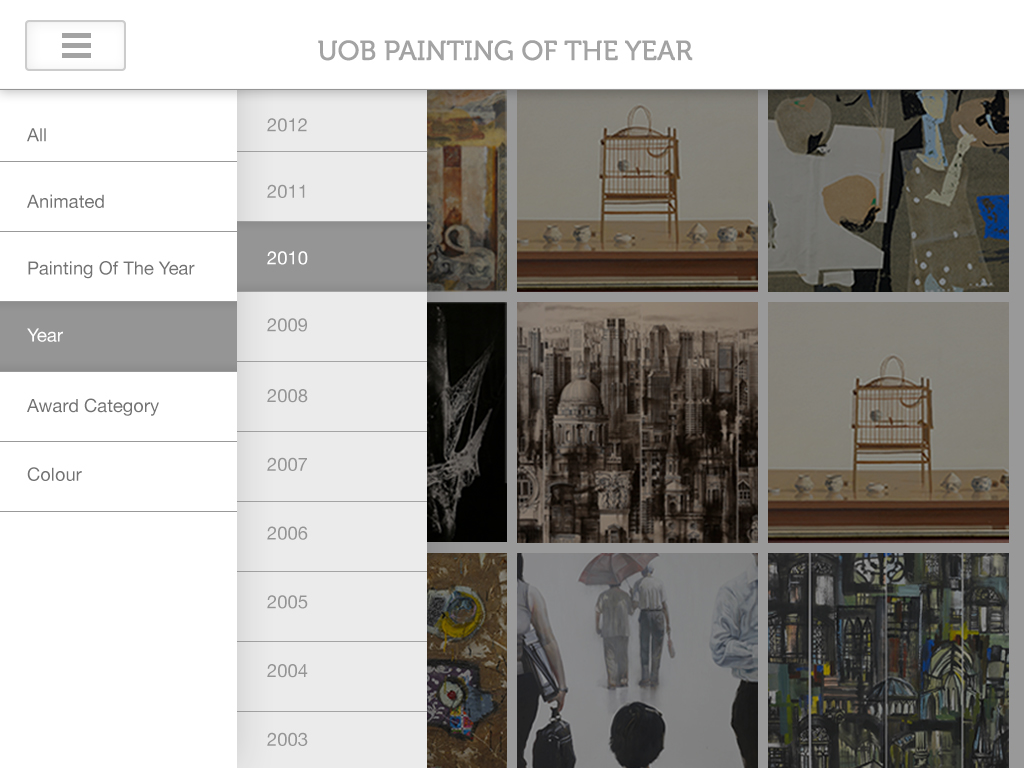 UOB PAINTING OF THE YEAR
All
Animated
Painting Of The Year
Year
Award Category
Colour
2012
2011
2010
2009
2008
2007
2006
2005
2004
2003